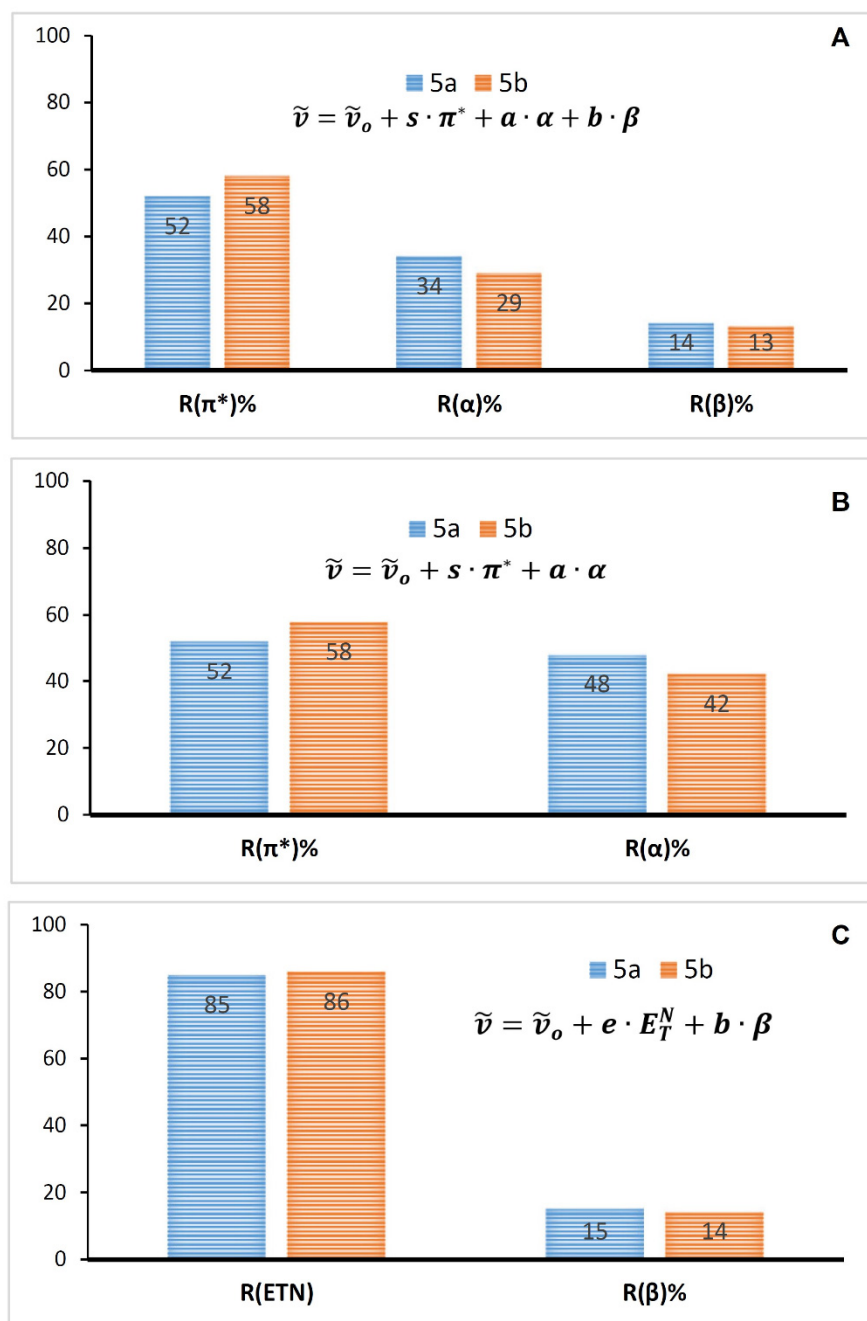 A
100
80
60
40
20
0
5a 5b
ṽ = ṽₒ + s · π* + a · α + b · β
52 58 34 29 14 13
R(π*)% R(α)% R(β)%
B
100
80
60
40
20
0
5a 5b
ṽ = ṽₒ + s · π* + a · α
52 58 48 42
R(π*)% R(α)%
C
100
80
60
40
20
0
5a 5b
ṽ = ṽₒ + e · E_T^N + b · β
85 86 15 14
R(ETN) R(β)%